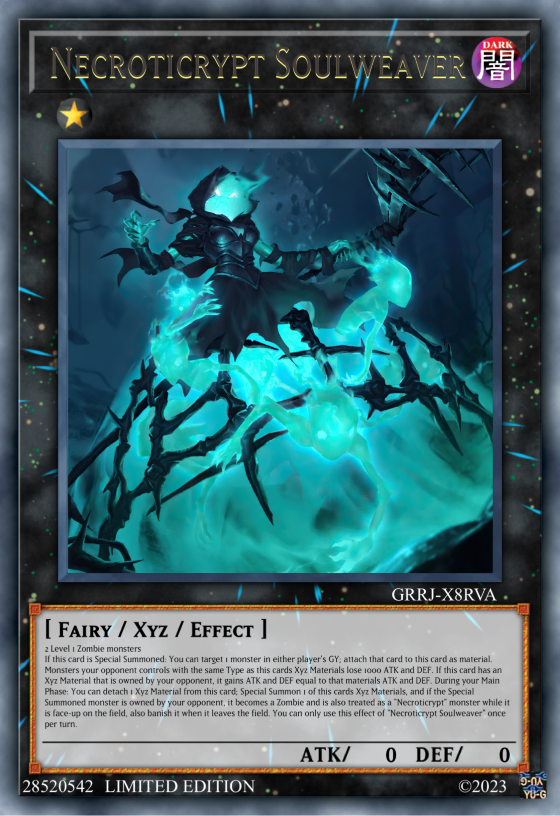 Necroticrypt Soulweaver
DARK
闇
GRRJ-X8RVA
[ Fairy / Xyz / Effect ]
2 Level 1 Zombie monsters
If this card is Special Summoned: You can target 1 monster in either player's GY; attach that card to this card as material.
Monsters your opponent controls with the same Type as this cards Xyz Materials lose 1000 ATK and DEF. If this card has an
Xyz Material that is owned by your opponent, it gains ATK and DEF equal to that materials ATK and DEF. During your Main
Phase: You can detach 1 Xyz Material from this card; Special Summon 1 of this cards Xyz Materials, and if the Special
Summoned monster is owned by your opponent, it becomes a Zombie and is also treated as a "Necroticrypt" monster while it
is face-up on the field, also banish it when it leaves the field. You can only use this effect of "Necroticrypt Soulweaver" once
per turn.
ATK/ 0 DEF/ 0
28520542 LIMITED EDITION ©2023
YU-G
YU-G